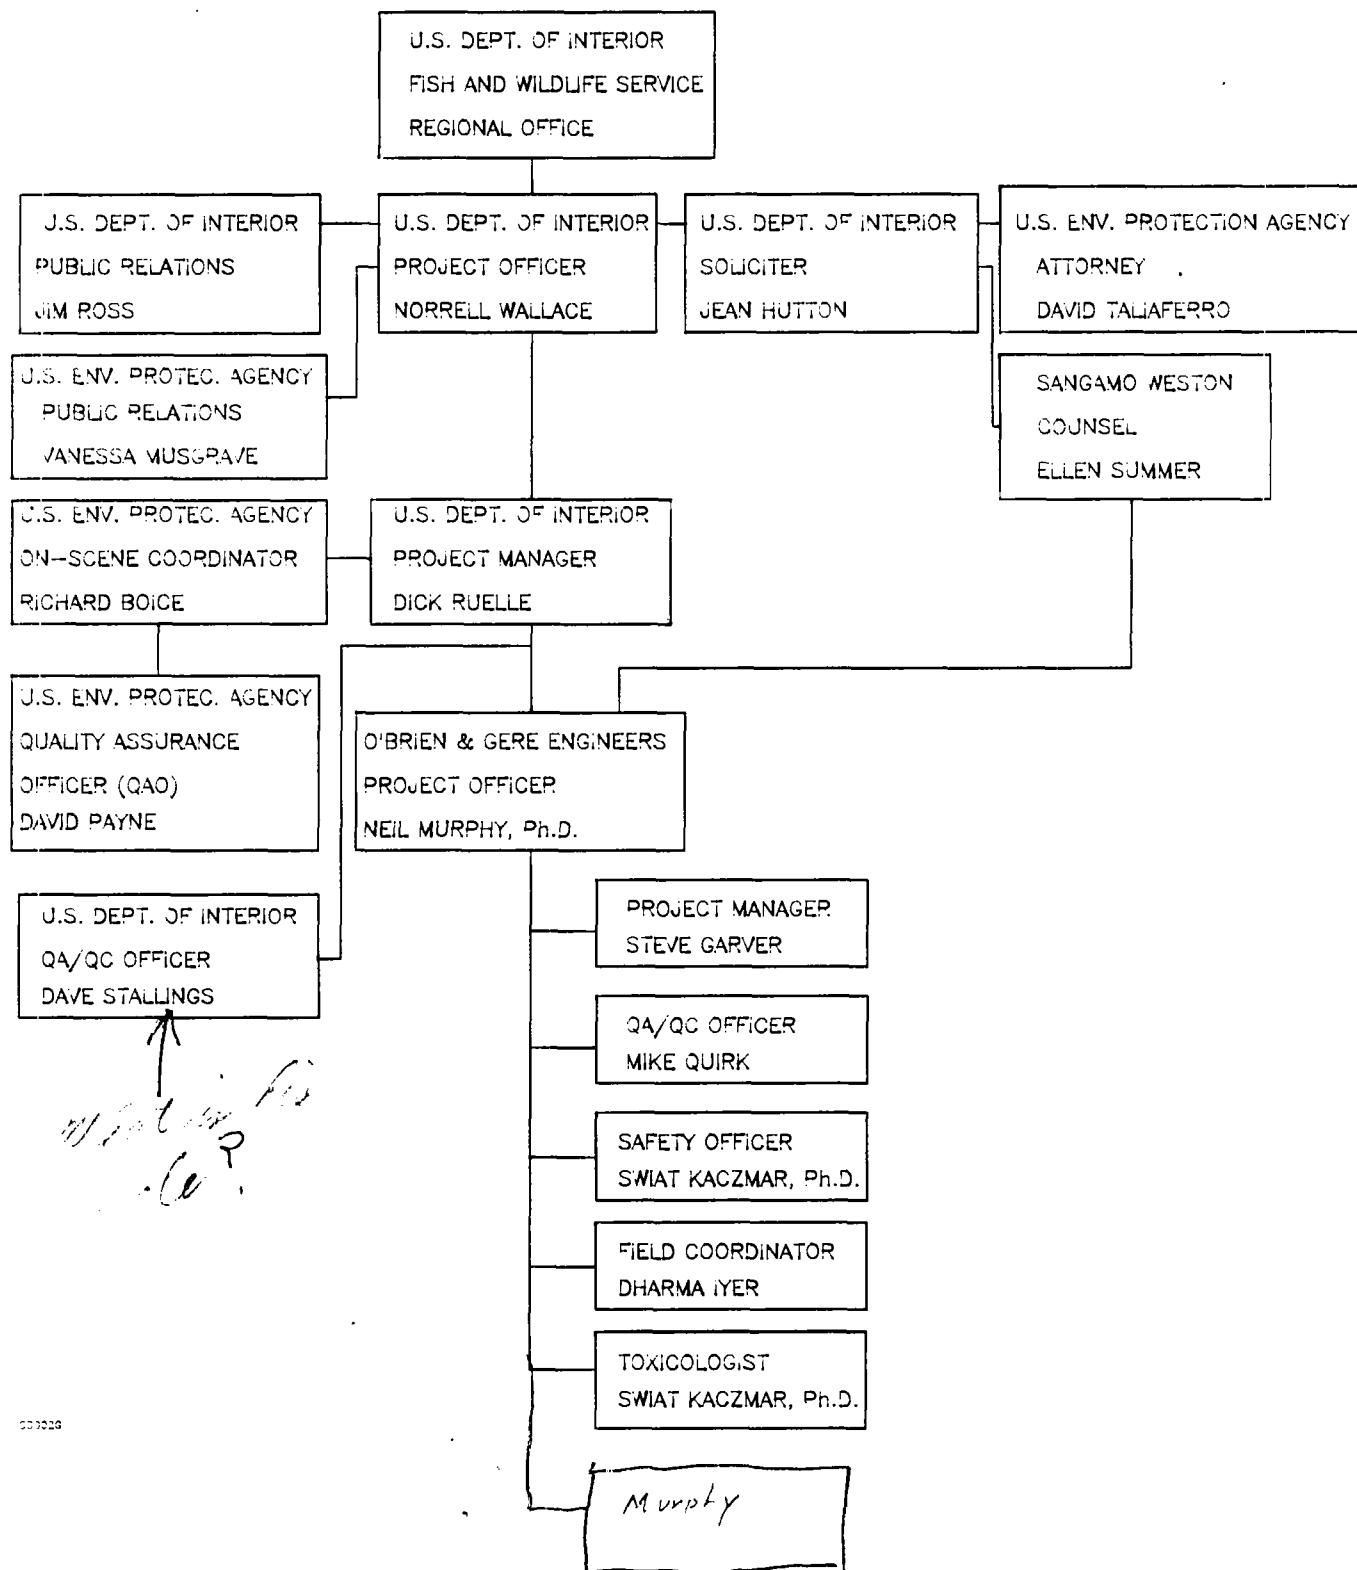 U.S. DEPT. OF INTERIOR
FISH AND WILDLIFE SERVICE
REGIONAL OFFICE
U.S. DEPT. OF INTERIOR
PUBLIC RELATIONS
JIM ROSS
U.S. DEPT. OF INTERIOR
PROJECT OFFICER
NORRELL WALLACE
U.S. DEPT. OF INTERIOR
SOLICITER
JEAN HUTTON
U.S. ENV. PROTECTION AGENCY
ATTORNEY
DAVID TALIAFERRO
U.S. ENV. PROTEC. AGENCY
PUBLIC RELATIONS
VANESSA MUSGRAVE
SANGAMO WESTON
COUNSEL
ELLEN SUMMER
U.S. ENV. PROTEC. AGENCY
ON-SCENE COORDINATOR
RICHARD BOICE
U.S. DEPT. OF INTERIOR
PROJECT MANAGER
DICK RUELLE
U.S. ENV. PROTEC. AGENCY
QUALITY ASSURANCE
OFFICER (QAO)
DAVID PAYNE
O'BRIEN & GERE ENGINEERS
PROJECT OFFICER
NEIL MURPHY, Ph.D.
U.S. DEPT. OF INTERIOR
QA/QC OFFICER
DAVE STALLINGS
What is his
?
PROJECT MANAGER
STEVE GARVER
QA/QC OFFICER
MIKE QUIRK
SAFETY OFFICER
SWIAT KACZMAR, Ph.D.
FIELD COORDINATOR
DHARMA IYER
TOXICOLOGIST
SWIAT KACZMAR, Ph.D.
Murphy